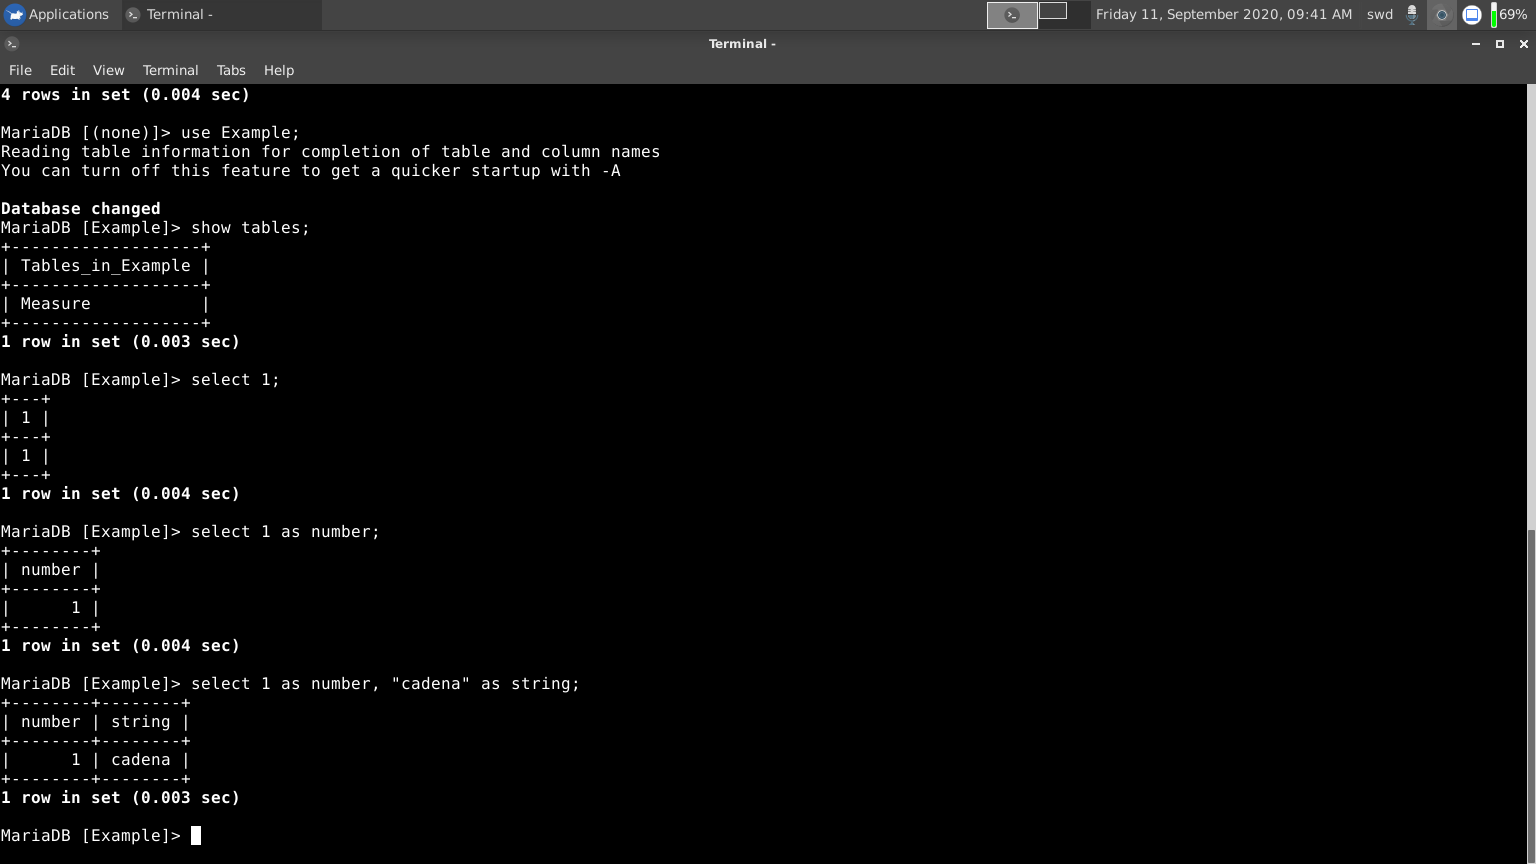 Applications Terminal - Friday 11, September 2020, 09:41 AM swd 69%
Terminal -
File Edit View Terminal Tabs Help
4 rows in set (0.004 sec)
MariaDB [(none)]> use Example;
Reading table information for completion of table and column names
You can turn off this feature to get a quicker startup with -A
Database changed
MariaDB [Example]> show tables;
+-------------------+
| Tables_in_Example |
+-------------------+
| Measure           |
+-------------------+
1 row in set (0.003 sec)
MariaDB [Example]> select 1;
+---+
| 1 |
+---+
| 1 |
+---+
1 row in set (0.004 sec)
MariaDB [Example]> select 1 as number;
+--------+
| number |
+--------+
|      1 |
+--------+
1 row in set (0.004 sec)
MariaDB [Example]> select 1 as number, "cadena" as string;
+--------+--------+
| number | string |
+--------+--------+
|      1 | cadena |
+--------+--------+
1 row in set (0.003 sec)
MariaDB [Example]>